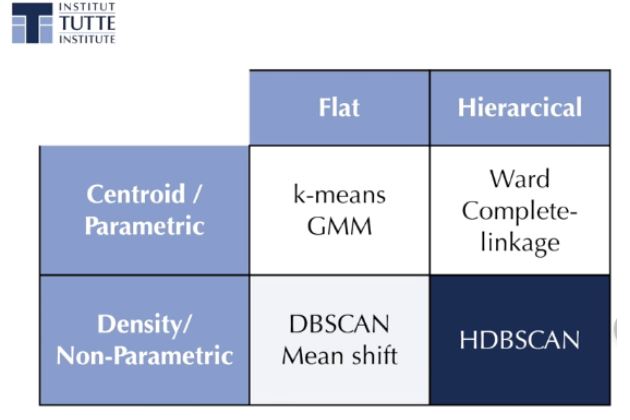 INSTITUT
TUTTE
INSTITUTE
Flat
Hierarcical
Centroid /
Parametric
k-means
GMM
Ward
Complete-
linkage
Density/
Non-Parametric
DBSCAN
Mean shift
HDBSCAN